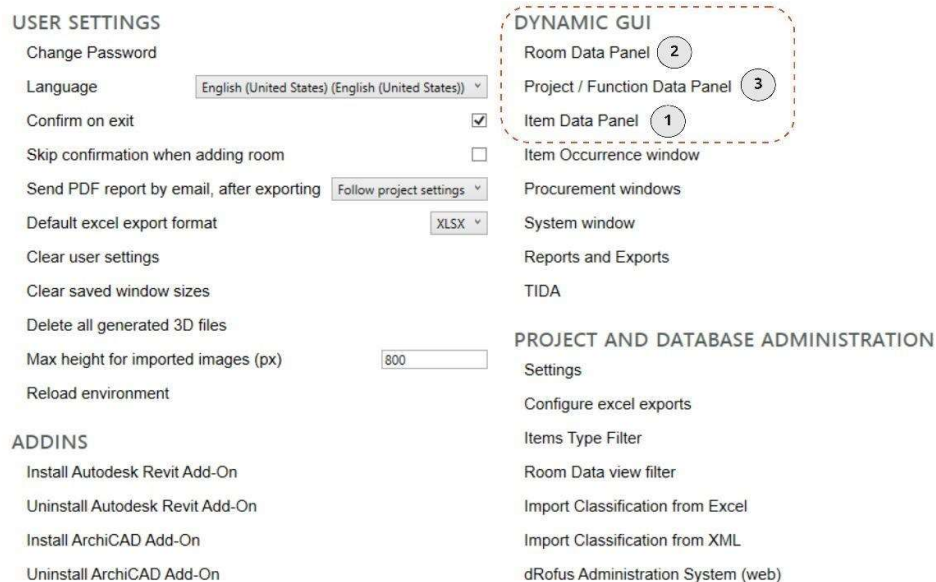 USER SETTINGS
Change Password
Language English (United States) (English (United States))
Confirm on exit
Skip confirmation when adding room
Send PDF report by email, after exporting Follow project settings
Default excel export format XLSX
Clear user settings
Clear saved window sizes
Delete all generated 3D files
Max height for imported images (px) 800
Reload environment
ADDINS
Install Autodesk Revit Add-On
Uninstall Autodesk Revit Add-On
Install ArchiCAD Add-On
Uninstall ArchiCAD Add-On
DYNAMIC GUI
Room Data Panel 2
Project / Function Data Panel 3
Item Data Panel 1
Item Occurrence window
Procurement windows
System window
Reports and Exports
TIDA
PROJECT AND DATABASE ADMINISTRATION
Settings
Configure excel exports
Items Type Filter
Room Data view filter
Import Classification from Excel
Import Classification from XML
dRofus Administration System (web)